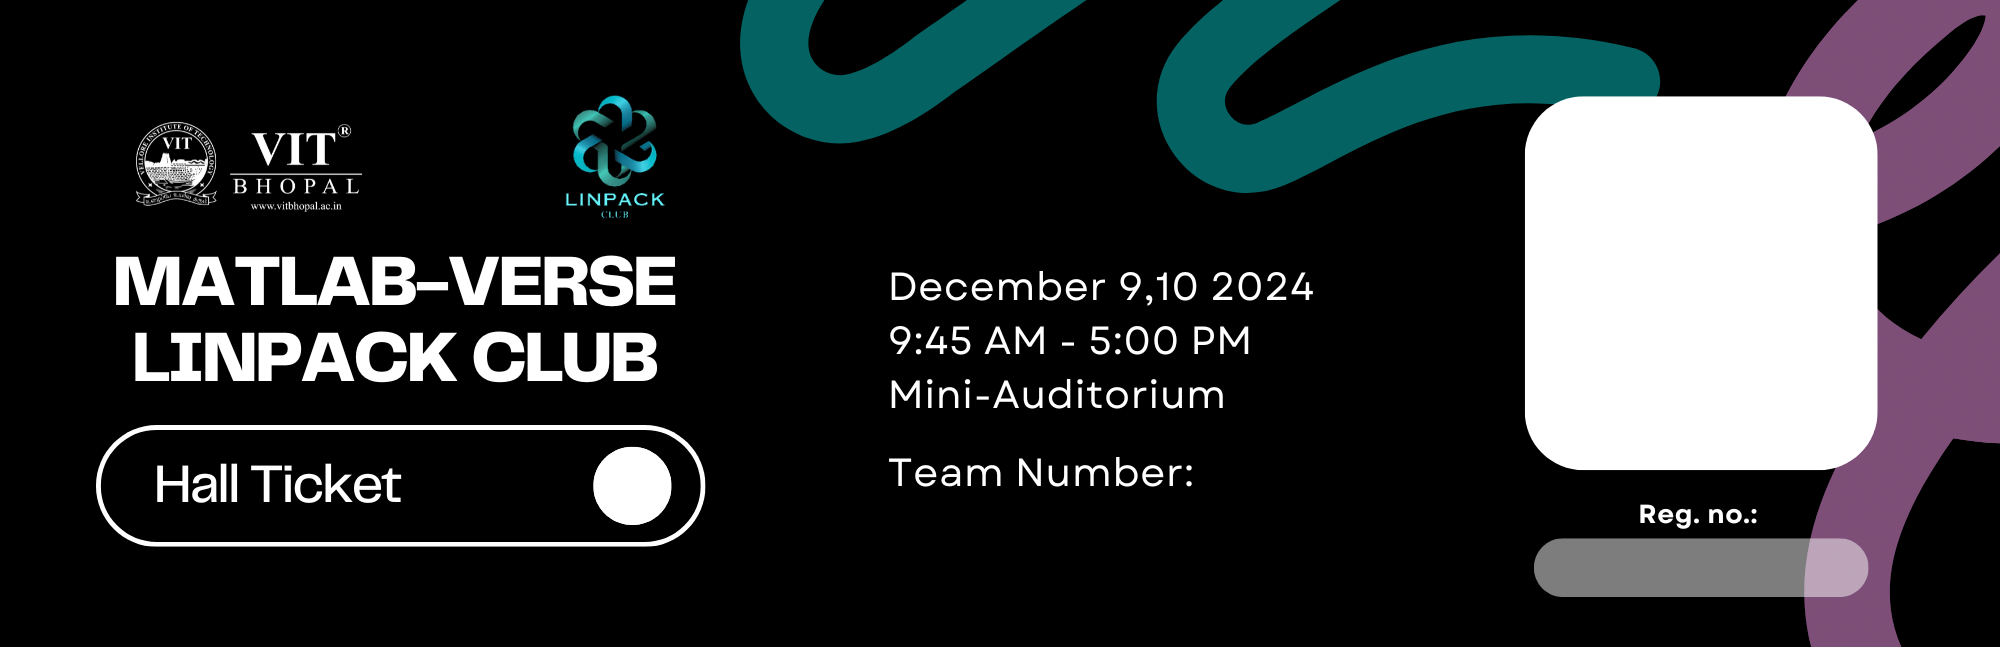 VELLORE INSTITUTE OF TECHNOLOGY
VIT
VIT®
BHOPAL
www.vitbhopal.ac.in
LINPACK
CLUB
MATLAB-VERSE
LINPACK CLUB
Hall Ticket
December 9,10 2024
9:45 AM - 5:00 PM
Mini-Auditorium
Team Number:
Reg. no.: